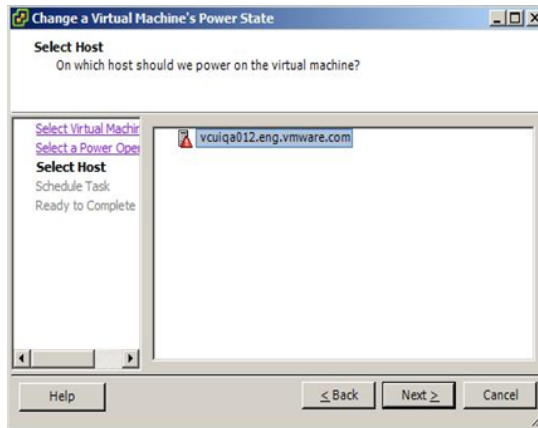 Change a Virtual Machine's Power State
Select Host
On which host should we power on the virtual machine?
Select Virtual Machin
Select a Power Oper
Select Host
Schedule Task
Ready to Complete
vcuiqa012.eng.vmware.com
Help
< Back
Next >
Cancel